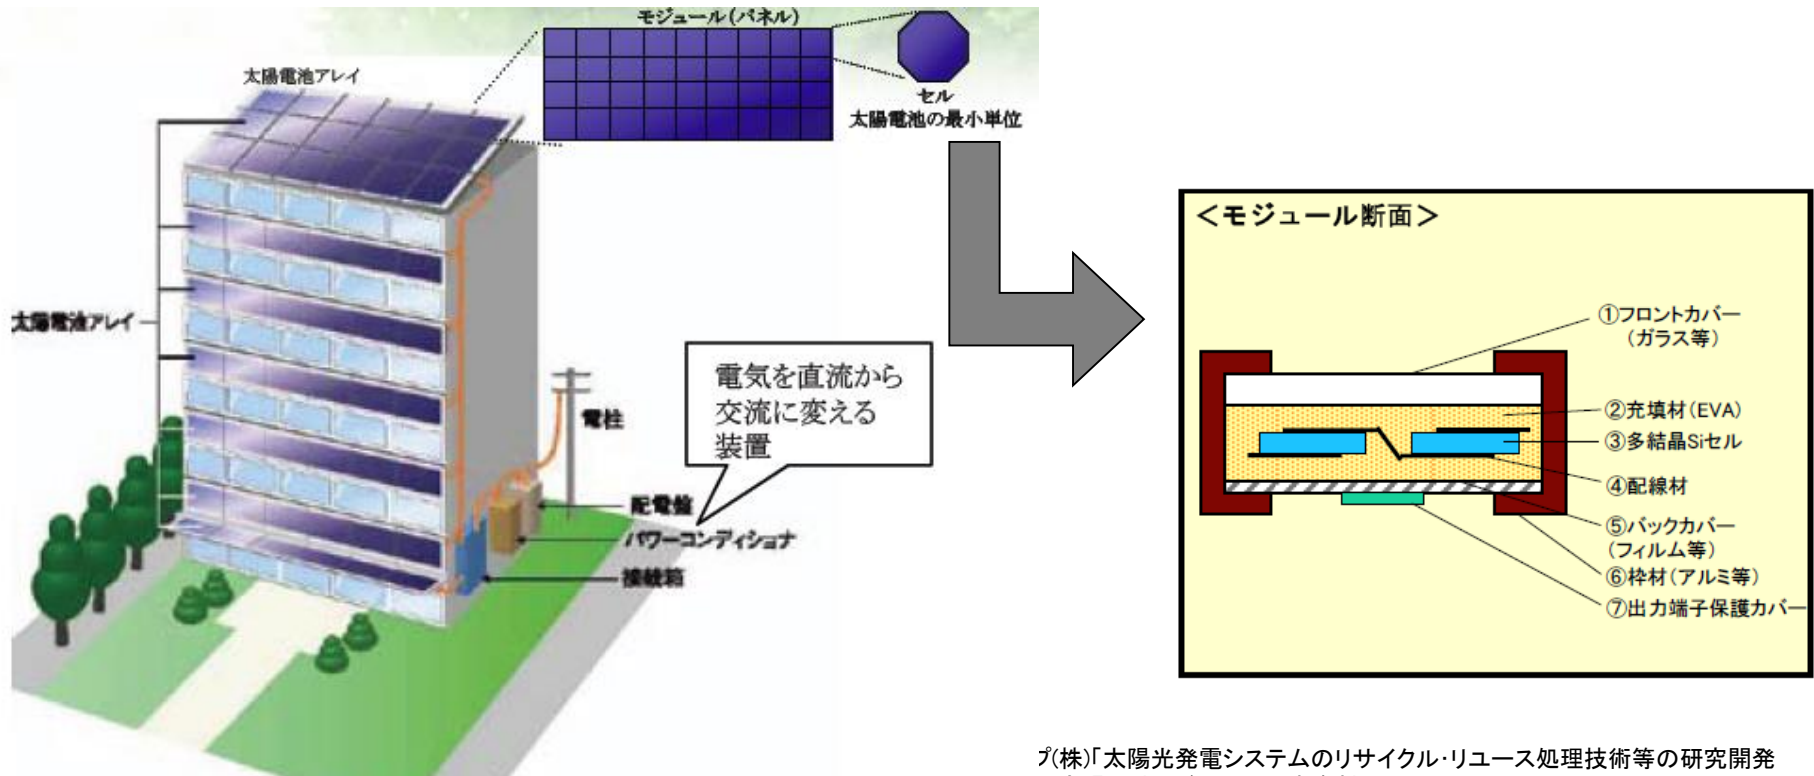 モジュール(パネル)
太陽電池アレイ
セル
太陽電池の最小単位
太陽電池アレイ
電気を直流から
交流に変える
装置
電柱
配電盤
パワーコンディショナ
接続箱
＜モジュール断面＞
①フロントカバー
(ガラス等)
②充填材(EVA)
③多結晶Siセル
④配線材
⑤バックカバー
(フィルム等)
⑥枠材(アルミ等)
⑦出力端子保護カバー
プ(株)｢太陽光発電システムのリサイクル･リユース処理技術等の研究開発